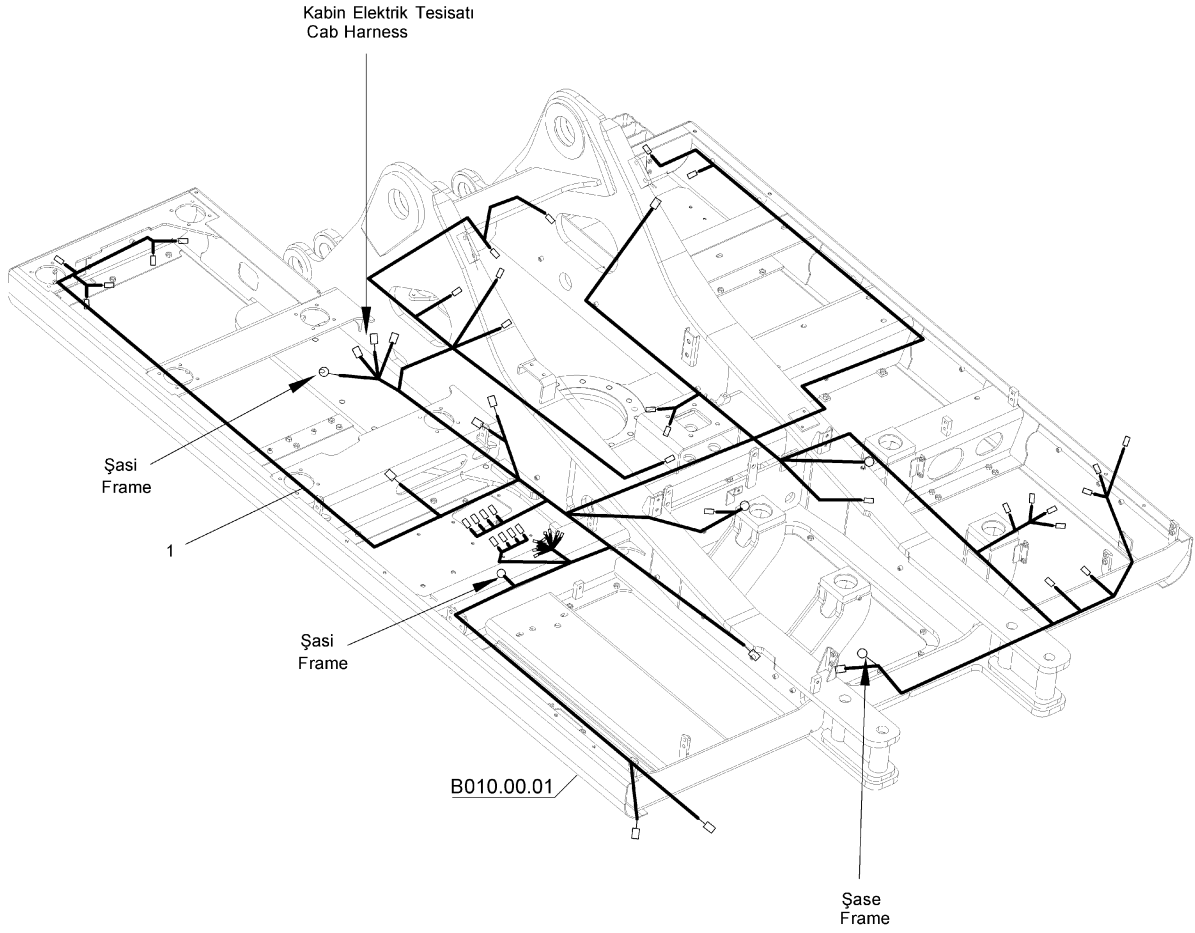 Kabin Elektrik Tesisatı
Cab Harness
Şasi
Frame
1
Şasi
Frame
B010.00.01
Şase
Frame